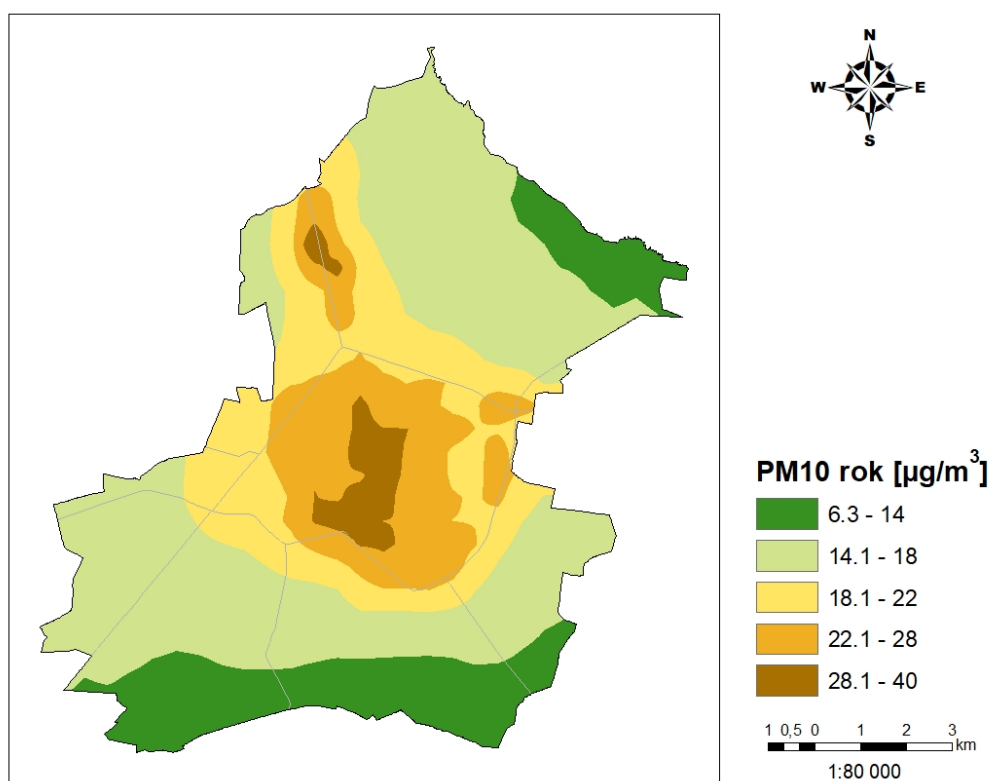 N
W E
S
PM10 rok [µg/m³]
6.3 - 14
14.1 - 18
18.1 - 22
22.1 - 28
28.1 - 40
1 0,5 0 1 2 3
km
1:80 000